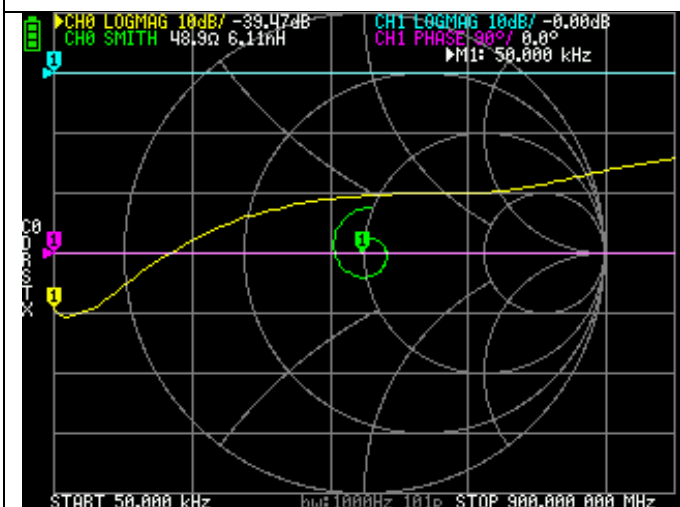 ▶CH0 LOGMAG 10dB/ -39.47dB CH1 LOGMAG 10dB/ -0.00dB
CH0 SMITH 48.9Ω 6.11nH CH1 PHASE 90°/ 0.0°
▶M1: 50.000 kHz
1
1
1
1
C0
D
R
S
T
X
START 50.000 kHz bw:1000Hz 101p STOP 900.000 000 MHz